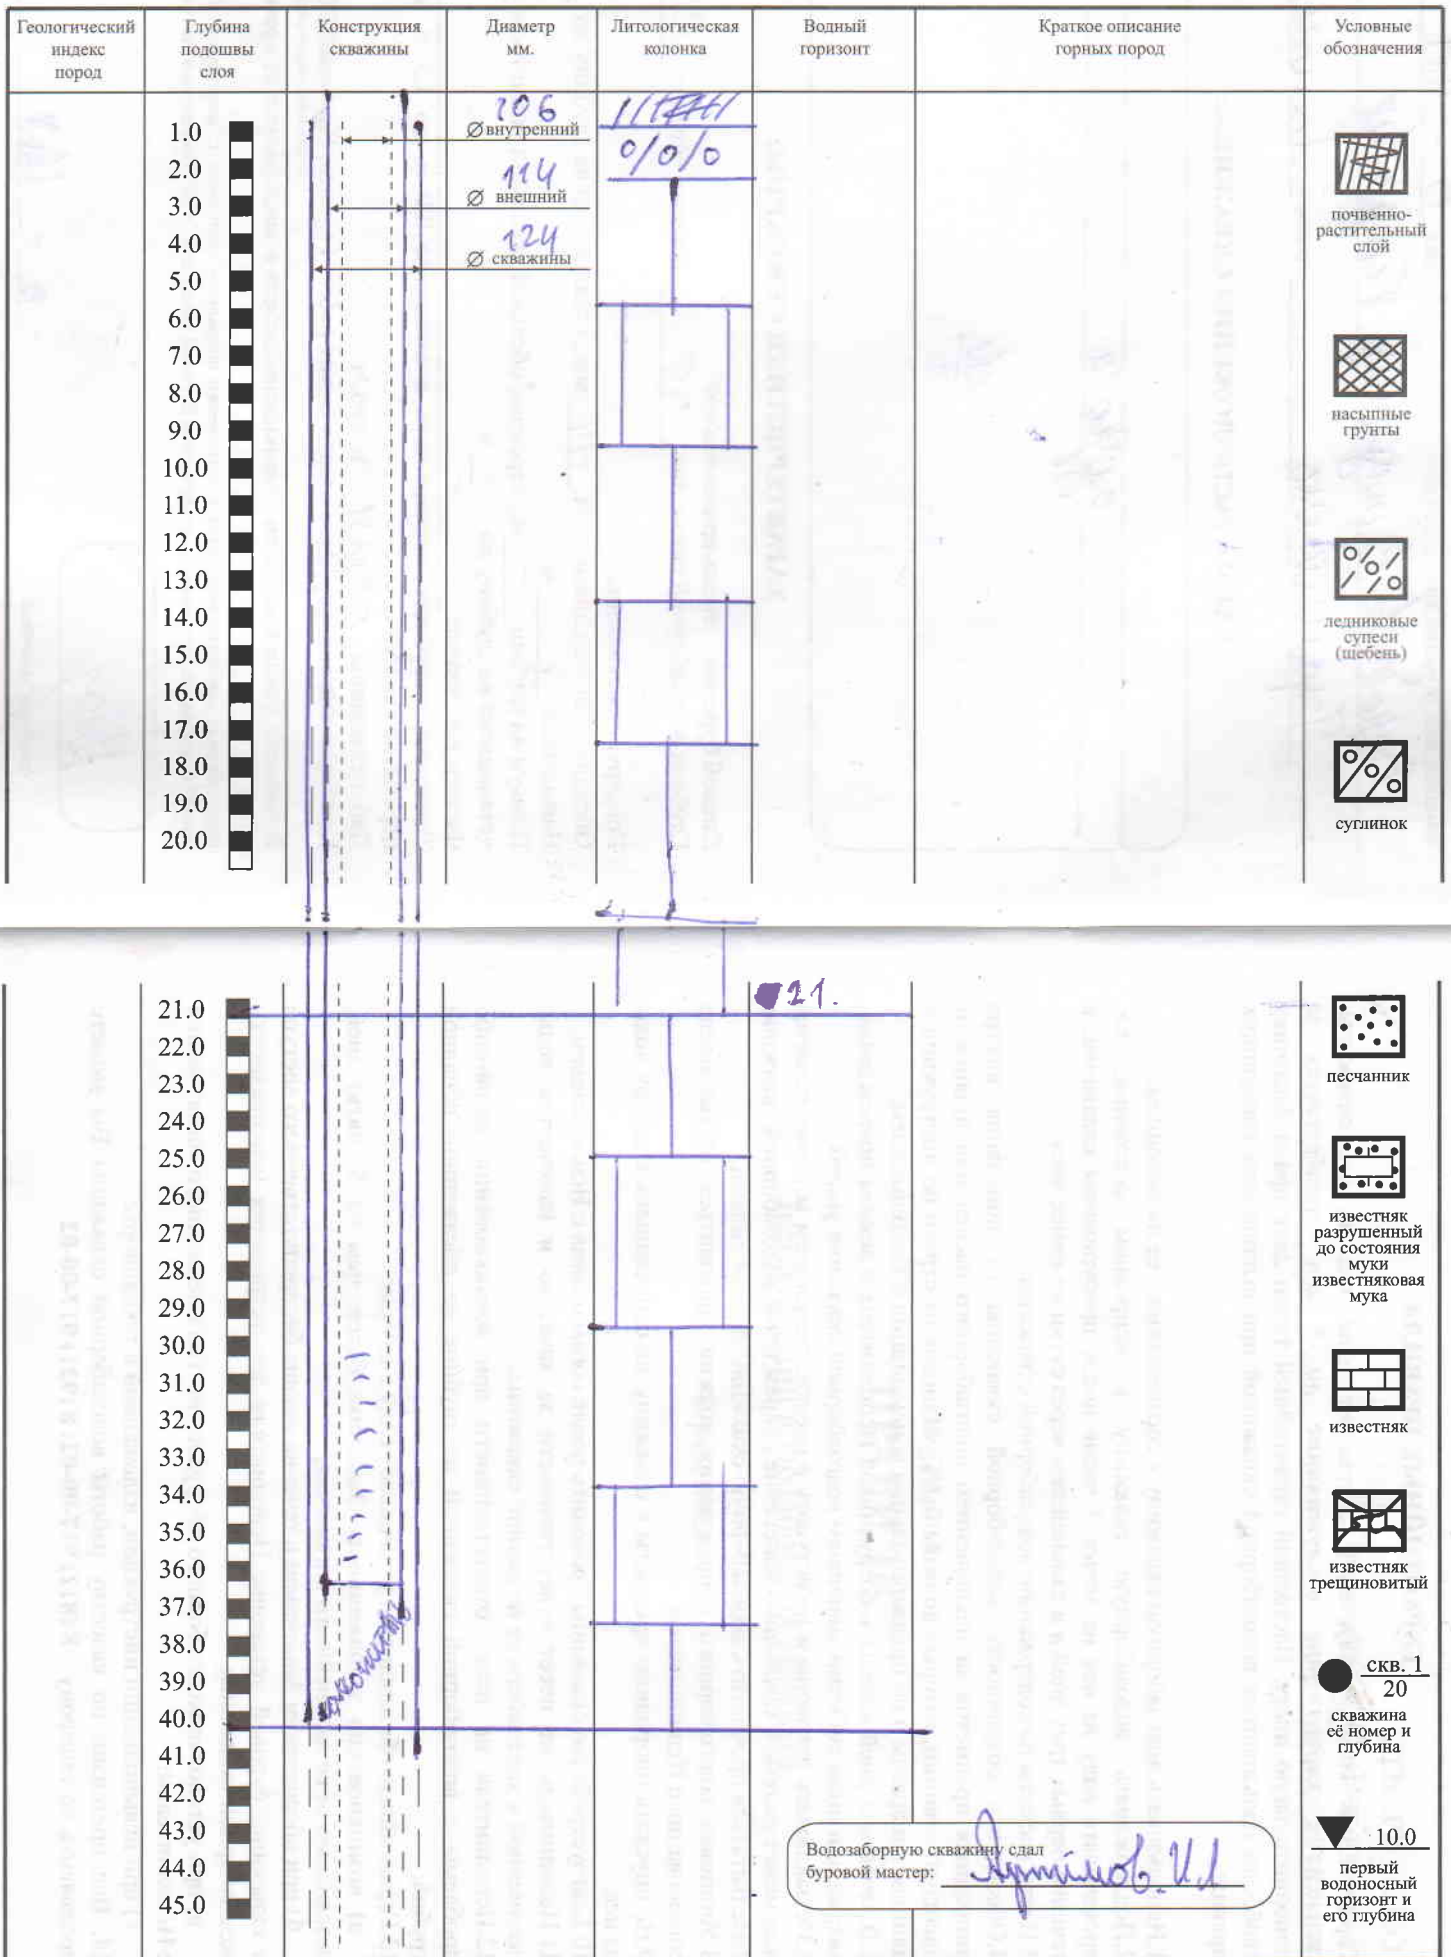 Геологический индекс пород
Глубина подошвы слоя
Конструкция скважины
Диаметр мм.
Литологическая колонка
Водный горизонт
Краткое описание горных пород
Условные обозначения
1.0
2.0
3.0
4.0
5.0
6.0
7.0
8.0
9.0
10.0
11.0
12.0
13.0
14.0
15.0
16.0
17.0
18.0
19.0
20.0
106
Ø внутренний
114
Ø внешний
124
Ø скважины
почвенно-
растительный
слой
насыпные
грунты
ледниковые
супеси
(щебень)
суглинок
21.0
22.0
23.0
24.0
25.0
26.0
27.0
28.0
29.0
30.0
31.0
32.0
33.0
34.0
35.0
36.0
37.0
38.0
39.0
40.0
41.0
42.0
43.0
44.0
45.0
21.
песчанник
известняк
разрушенный
до состояния
муки
известняковая
мука
известняк
известняк
трещиновитый
скв. 1
20
скважина
её номер и
глубина
10.0
первый
водоносный
горизонт и
его глубина
Водозаборную скважину сдал
буровой мастер: